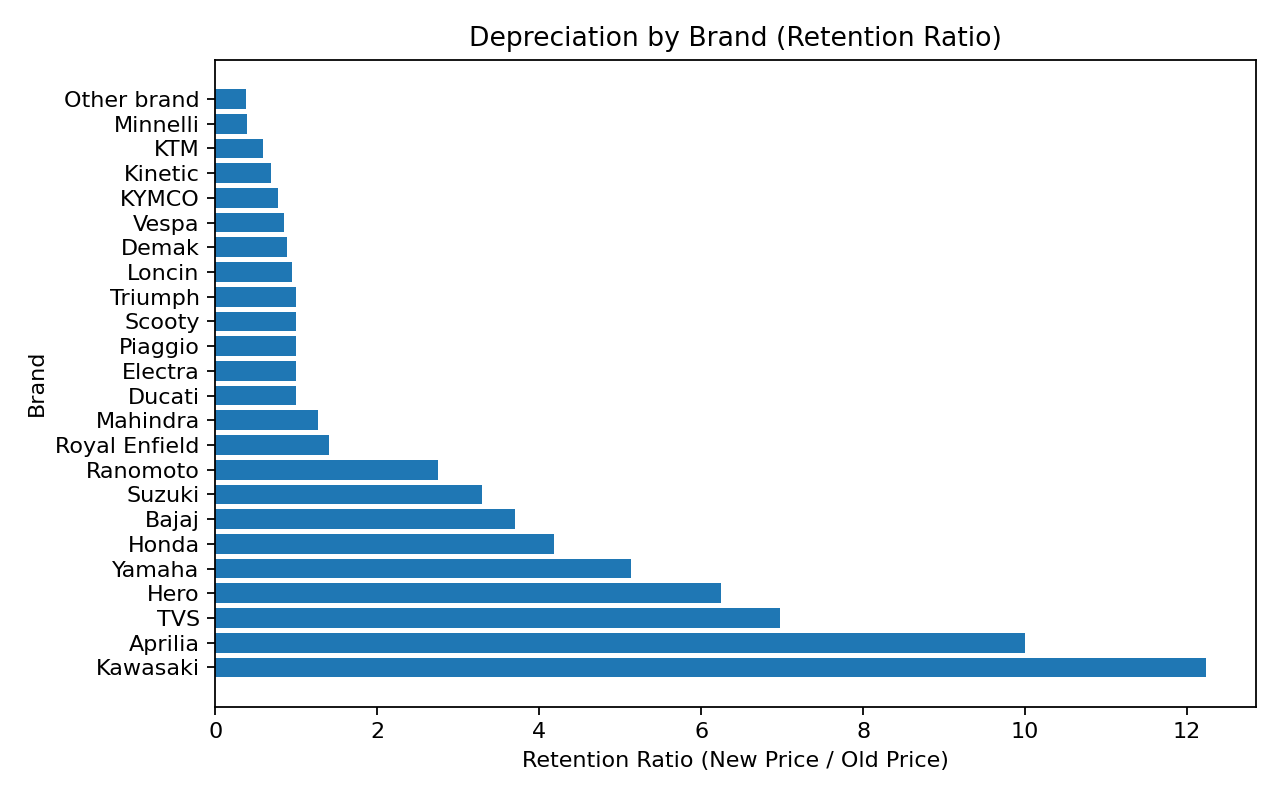 Depreciation by Brand (Retention Ratio)
Brand
Other brand
Minnelli
KTM
Kinetic
KYMCO
Vespa
Demak
Loncin
Triumph
Scooty
Piaggio
Electra
Ducati
Mahindra
Royal Enfield
Ranomoto
Suzuki
Bajaj
Honda
Yamaha
Hero
TVS
Aprilia
Kawasaki
0 2 4 6 8 10 12
Retention Ratio (New Price / Old Price)